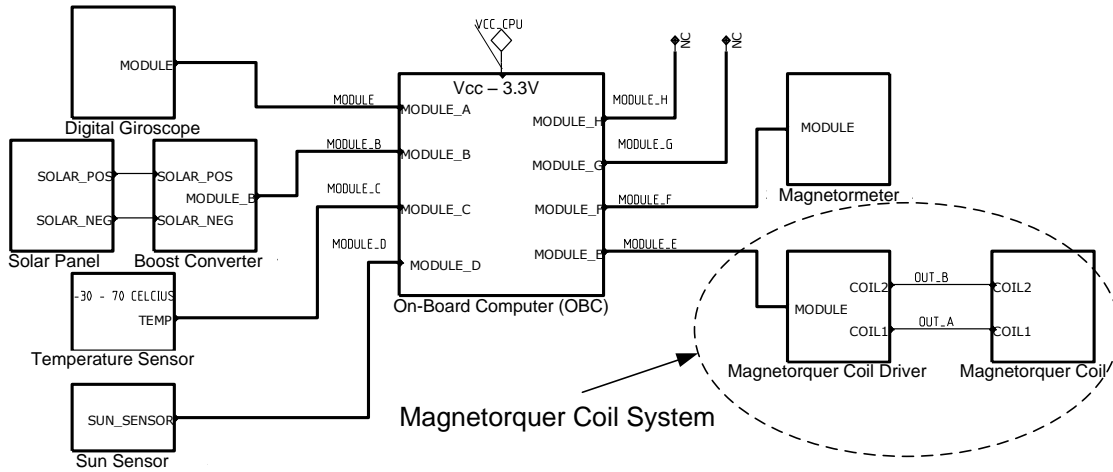 VCC_CPU
NC
NC
MODULE
Digital Giroscope
MODULE
Vcc – 3.3V
MODULE_A
MODULE_H
MODULE_H
MODULE
Magnetormeter
SOLAR_POS
SOLAR_NEG
Solar Panel
SOLAR_POS
MODULE_B
SOLAR_NEG
Boost Converter
MODULE_B
MODULE_B
MODULE_G
MODULE_G
MODULE_C
MODULE_C
MODULE_F
MODULE_F
MODULE_D
MODULE_D
MODULE_E
MODULE_E
On-Board Computer (OBC)
-30 - 70 CELCIUS
TEMP
Temperature Sensor
SUN_SENSOR
Sun Sensor
COIL2
MODULE
COIL1
Magnetorquer Coil Driver
OUT_B
OUT_A
COIL2
COIL1
Magnetorquer Coil
Magnetorquer Coil System